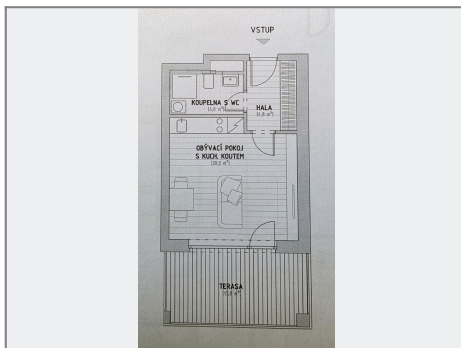 VSTUP
KOUPELNA S WC
HALA
OBÝVACÍ POKOJ
S KUCH. KOUTEM
TERASA